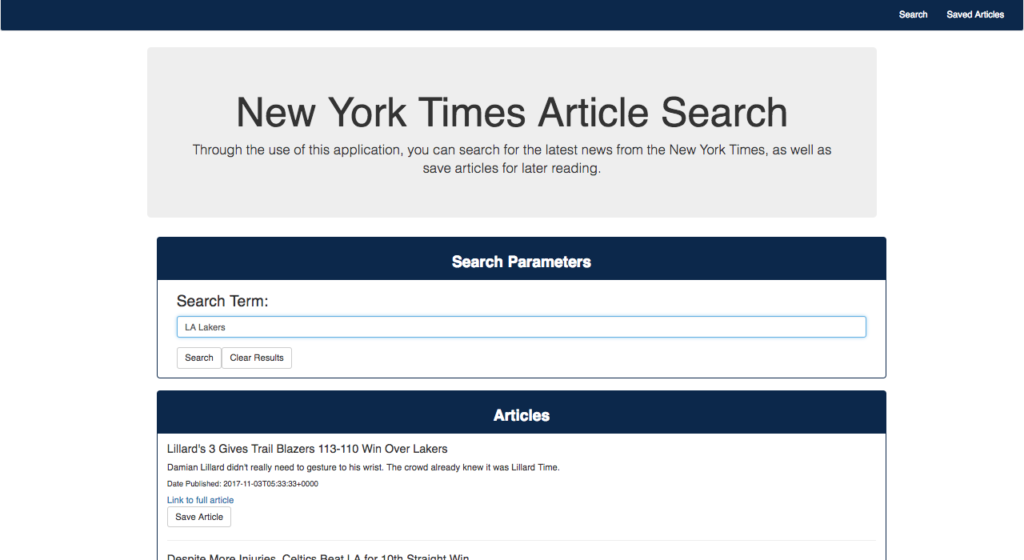 Search Saved Articles
New York Times Article Search
Through the use of this application, you can search for the latest news from the New York Times, as well as
save articles for later reading.
Search Parameters
Search Term:
LA Lakers
Search Clear Results
Articles
Lillard's 3 Gives Trail Blazers 113-110 Win Over Lakers
Damian Lillard didn't really need to gesture to his wrist. The crowd already knew it was Lillard Time.
Date Published: 2017-11-03T05:33:33+0000
Link to full article
Save Article
Despite More Injuries, Celtics Beat LA for 10th Straight Win